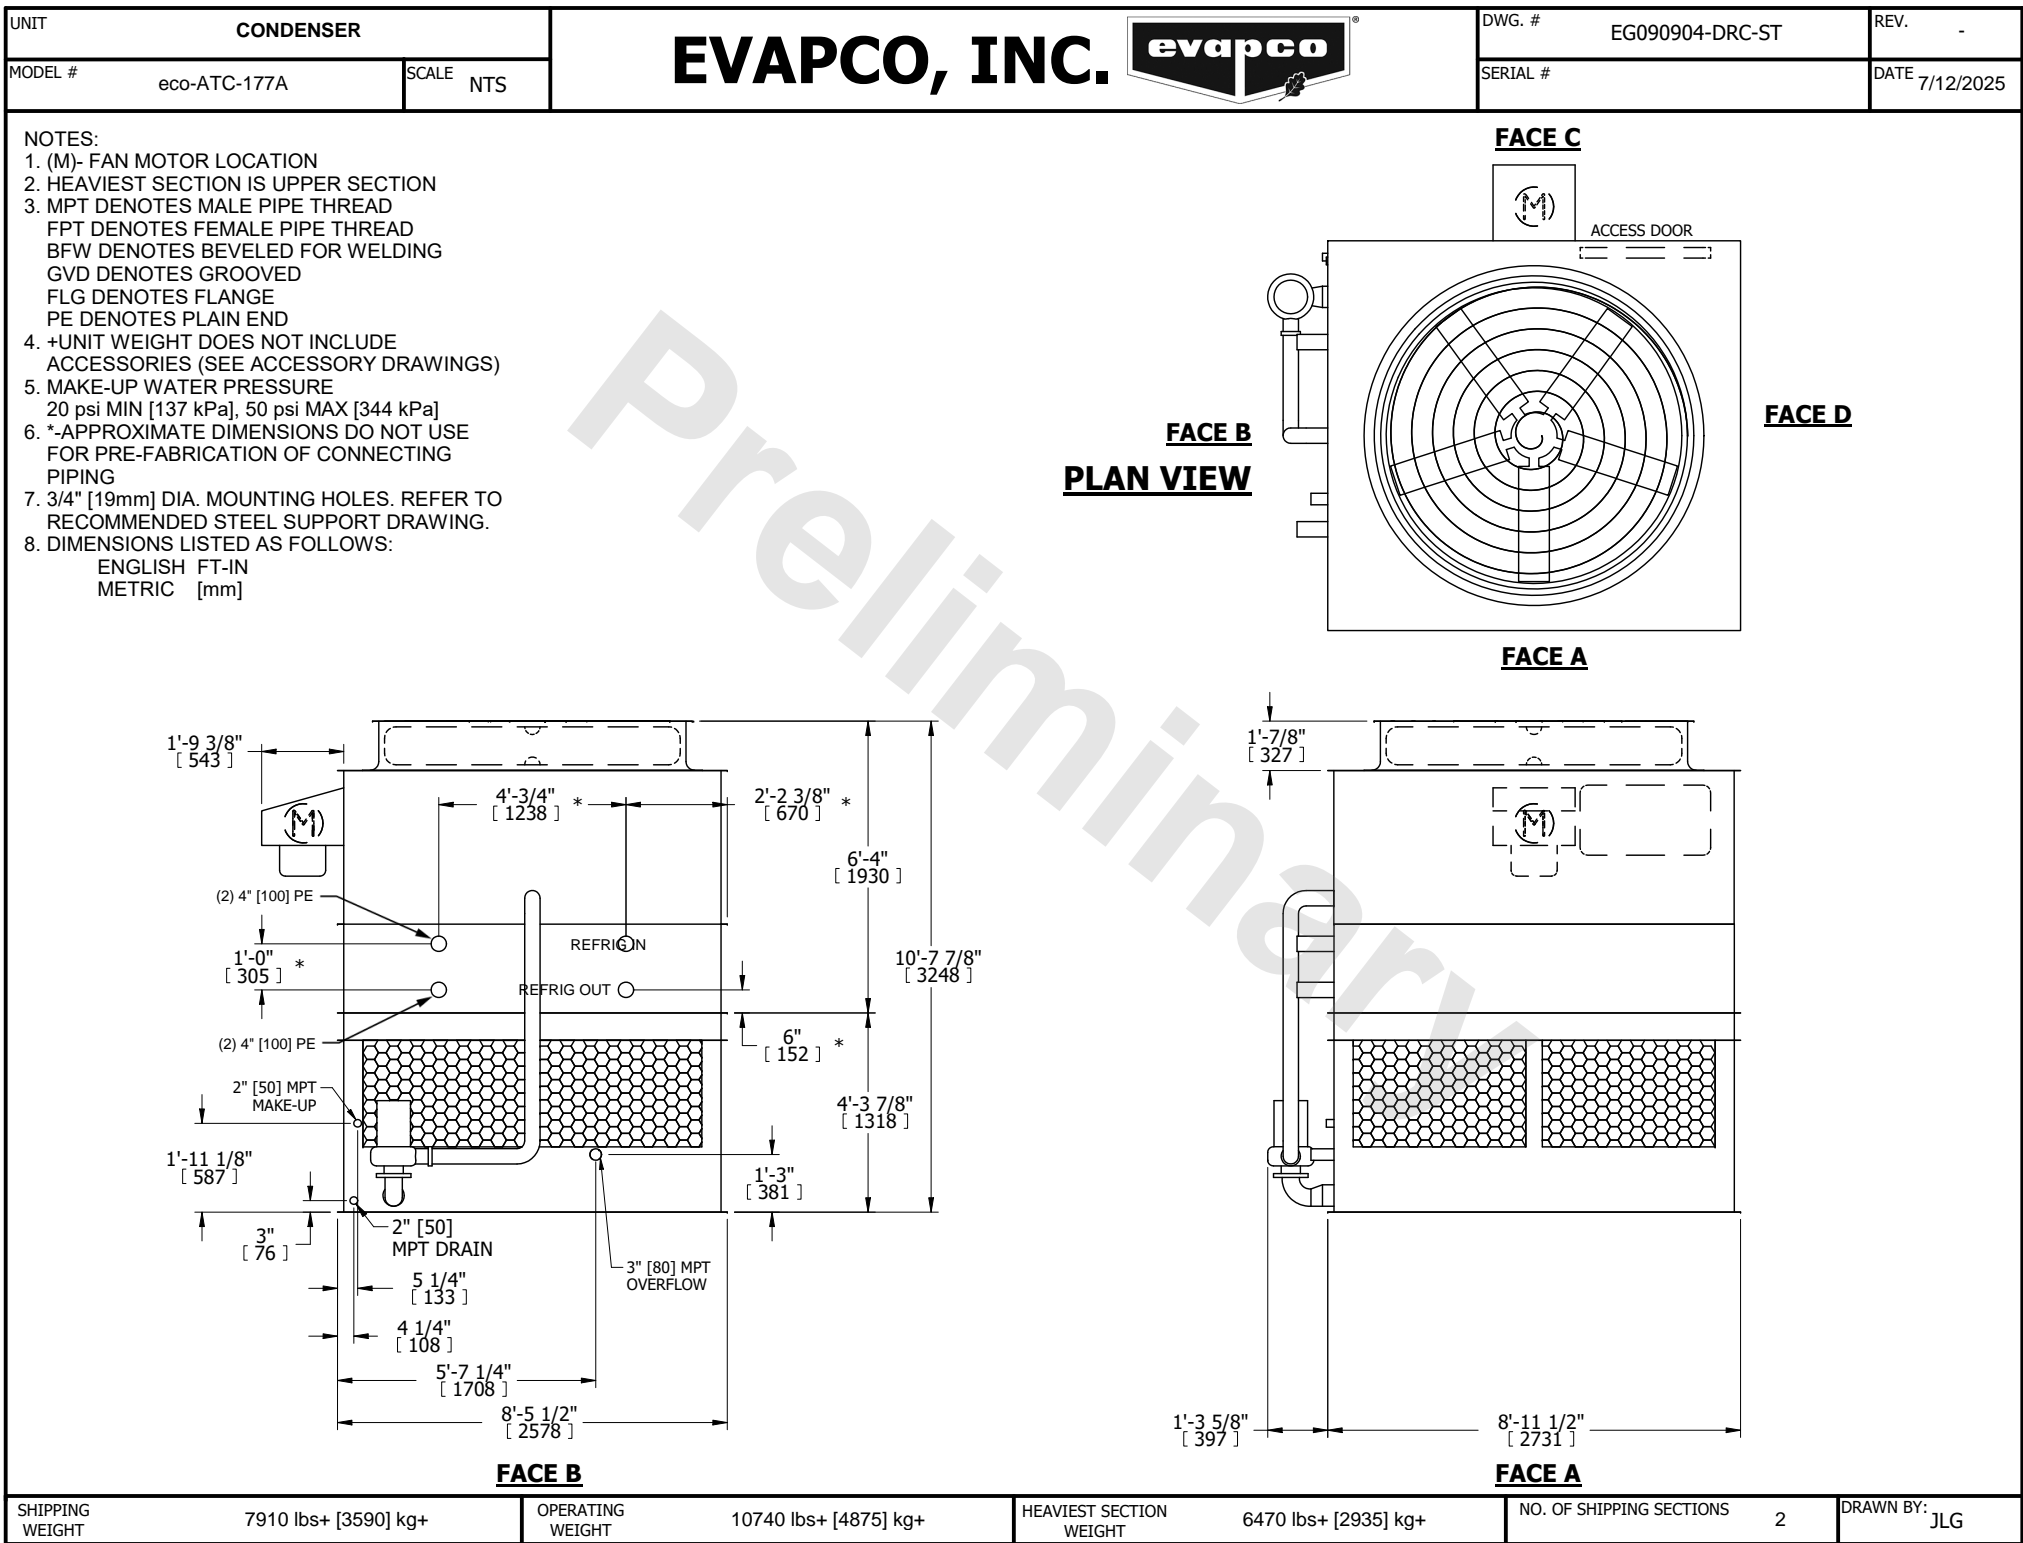 UNIT
CONDENSER
MODEL #
eco-ATC-177A
SCALE
NTS
EVAPCO, INC.
evapco
®
DWG. #
EG090904-DRC-ST
REV.
-
SERIAL #
DATE
7/12/2025
NOTES:
1. (M)- FAN MOTOR LOCATION
2. HEAVIEST SECTION IS UPPER SECTION
3. MPT DENOTES MALE PIPE THREAD
FPT DENOTES FEMALE PIPE THREAD
BFW DENOTES BEVELED FOR WELDING
GVD DENOTES GROOVED
FLG DENOTES FLANGE
PE DENOTES PLAIN END
4. +UNIT WEIGHT DOES NOT INCLUDE
ACCESSORIES (SEE ACCESSORY DRAWINGS)
5. MAKE-UP WATER PRESSURE
20 psi MIN [137 kPa], 50 psi MAX [344 kPa]
6. *-APPROXIMATE DIMENSIONS DO NOT USE
FOR PRE-FABRICATION OF CONNECTING
PIPING
7. 3/4" [19mm] DIA. MOUNTING HOLES. REFER TO
RECOMMENDED STEEL SUPPORT DRAWING.
8. DIMENSIONS LISTED AS FOLLOWS:
ENGLISH FT-IN
METRIC [mm]
Preliminary
FACE C
(M)
ACCESS DOOR
FACE B
FACE D
PLAN VIEW
FACE A
1'-9 3/8"
[ 543 ]
(M)
4'-3/4" *
[ 1238 ]
2'-2 3/8" *
[ 670 ]
6'-4"
[ 1930 ]
(2) 4" [100] PE
REFRIG IN
1'-0" *
[ 305 ]
REFRIG OUT
10'-7 7/8"
[ 3248 ]
(2) 4" [100] PE
6" *
[ 152 ]
2" [50] MPT
MAKE-UP
4'-3 7/8"
[ 1318 ]
1'-11 1/8"
[ 587 ]
1'-3"
[ 381 ]
3"
[ 76 ]
2" [50]
MPT DRAIN
3" [80] MPT
OVERFLOW
5 1/4"
[ 133 ]
4 1/4"
[ 108 ]
5'-7 1/4"
[ 1708 ]
8'-5 1/2"
[ 2578 ]
FACE B
1'-7/8"
[ 327 ]
(M)
1'-3 5/8"
[ 397 ]
8'-11 1/2"
[ 2731 ]
FACE A
SHIPPING
WEIGHT
7910 lbs+ [3590] kg+
OPERATING
WEIGHT
10740 lbs+ [4875] kg+
HEAVIEST SECTION
WEIGHT
6470 lbs+ [2935] kg+
NO. OF SHIPPING SECTIONS
2
DRAWN BY:
JLG